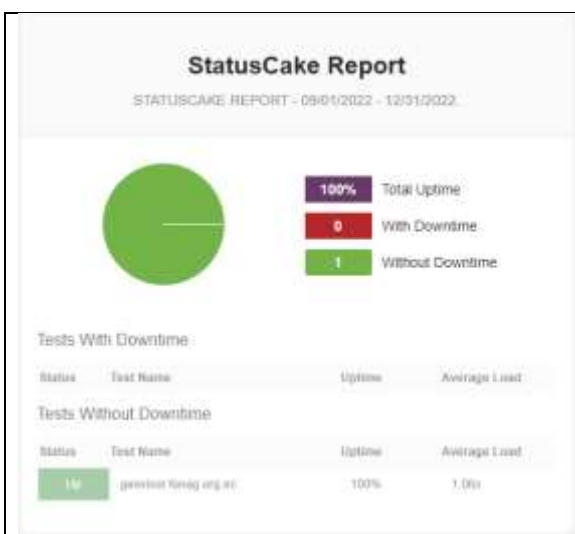 StatusCake Report
STATUSCAKE REPORT - 09/01/2022 - 12/31/2022.
100% Total Uptime
0 With Downtime
1 Without Downtime
Tests With Downtime
Status Test Name Uptime Average Load
Tests Without Downtime
Status Test Name Uptime Average Load
100%